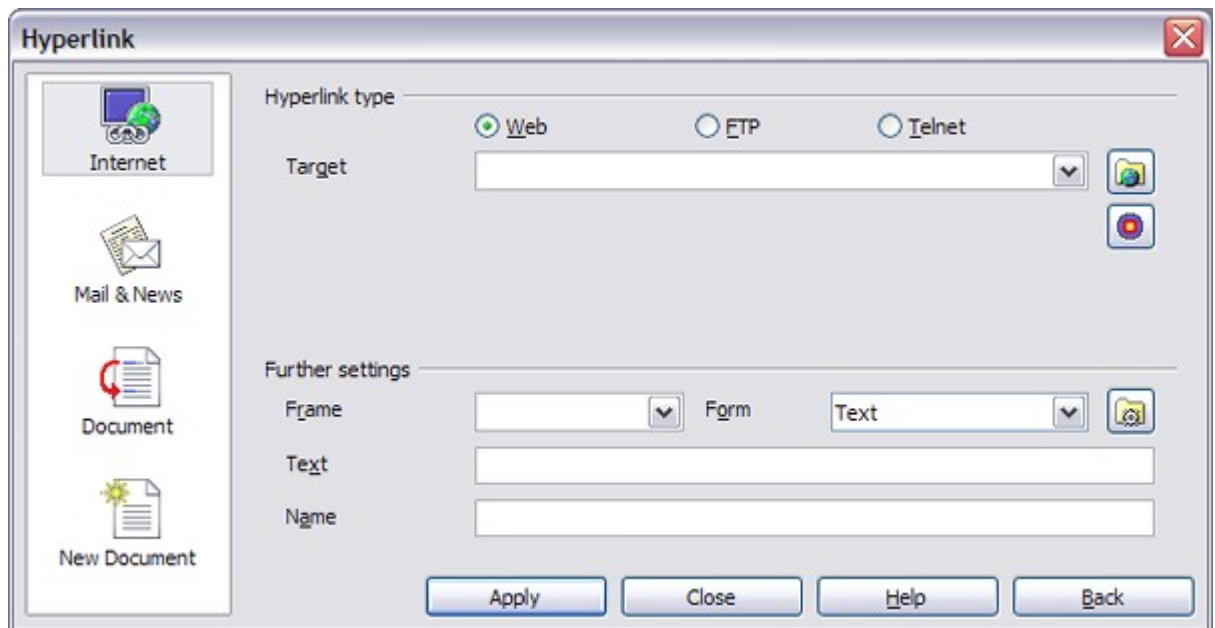 Hyperlink
Internet
Mail & News
Document
New Document
Hyperlink type
Web FTP Telnet
Target
Further settings
Frame Form Text
Text
Name
Apply Close Help Back